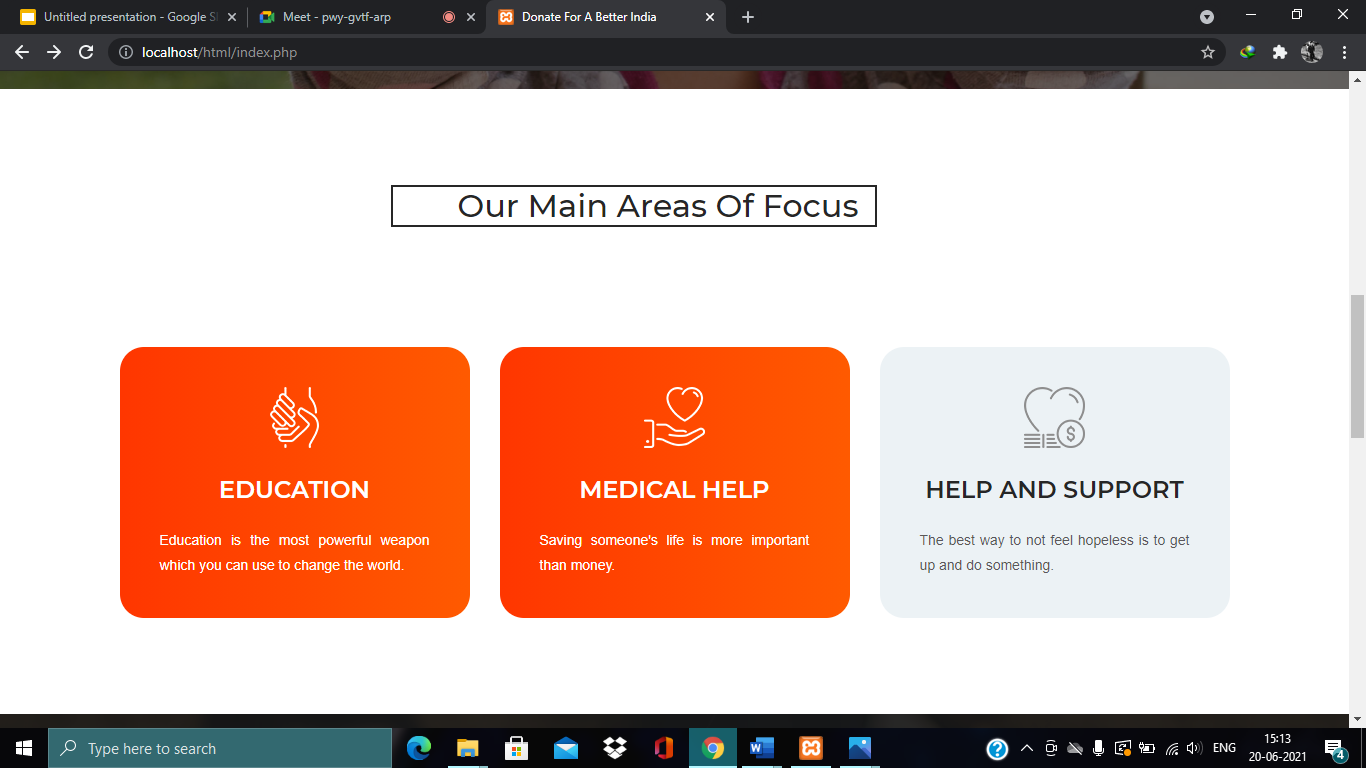 Untitled presentation - Google Sl
Meet - pwy-gvtf-arp
Donate For A Better India
localhost/html/index.php
Our Main Areas Of Focus
EDUCATION
Education is the most powerful weapon
which you can use to change the world.
MEDICAL HELP
Saving someone's life is more important
than money.
HELP AND SUPPORT
The best way to not feel hopeless is to get
up and do something.
Type here to search
ENG
15:13
20-06-2021
4